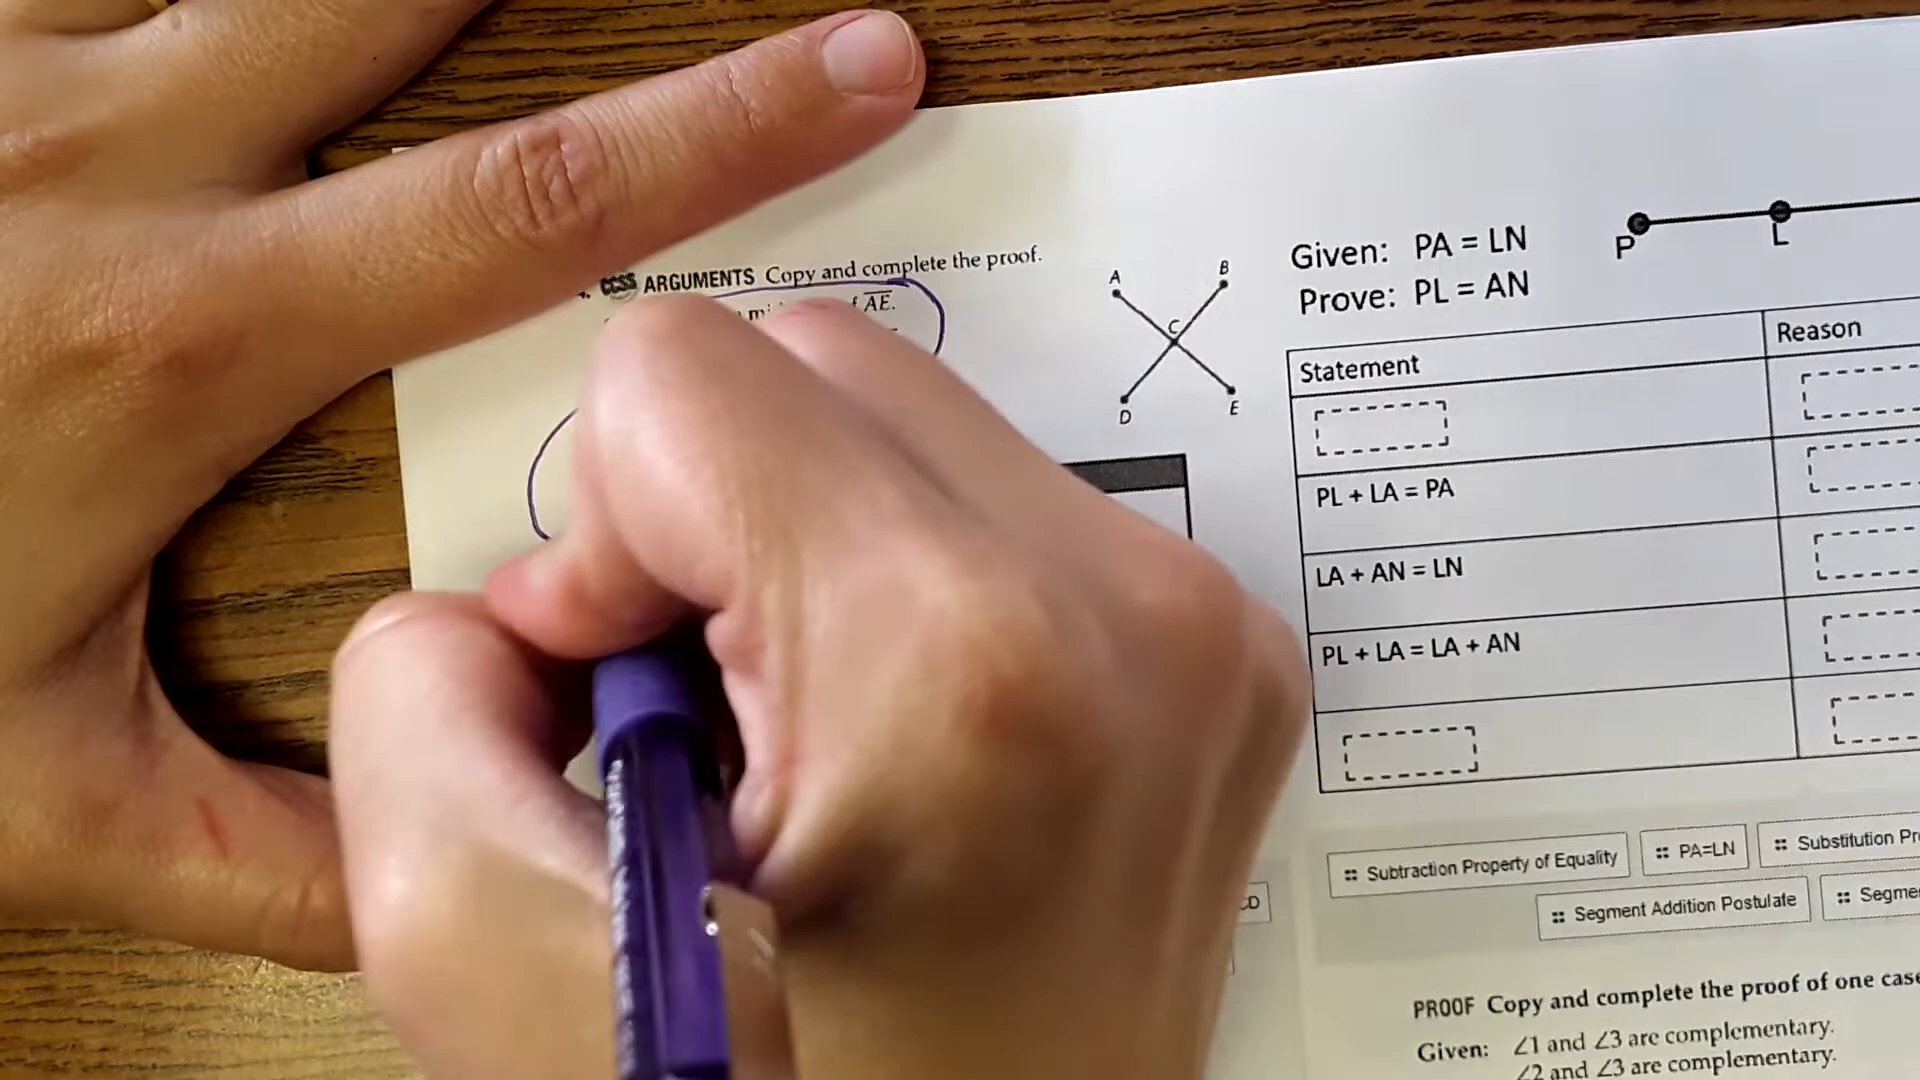 CCSS ARGUMENTS Copy and complete the proof.
AE.
A
B
C
D
E
Given: PA = LN
Prove: PL = AN
P
L
Statement
Reason
PL + LA = PA
LA + AN = LN
PL + LA = LA + AN
:: Subtraction Property of Equality
:: PA=LN
:: Substitution
CD
:: Segment Addition Postulate
PROOF Copy and complete the proof of one case
Given: ∠1 and ∠3 are complementary.
∠2 and ∠3 are complementary.